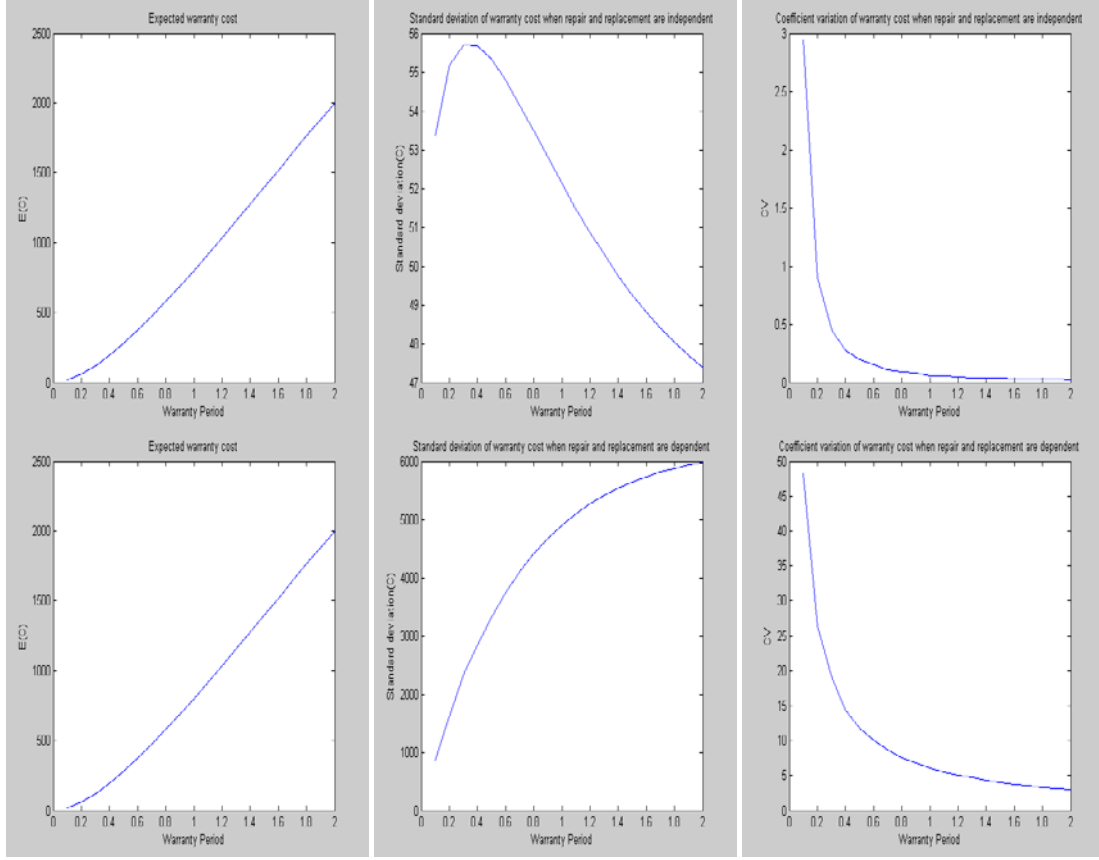 Expected warranty cost
2500
2000
1500
1000
500
0
E(C)
0 0.2 0.4 0.6 0.8 1 1.2 1.4 1.6 1.8 2
Warranty Period
Standard deviation of warranty cost when repair and replacement are independent
56
55
54
53
52
51
50
49
48
47
Standard deviation(C)
0 0.2 0.4 0.6 0.8 1 1.2 1.4 1.6 1.8 2
Warranty Period
Coefficient variation of warranty cost when repair and replacement are independent
3
2.5
2
1.5
1
0.5
0
CV
0 0.2 0.4 0.6 0.8 1 1.2 1.4 1.6 1.8 2
Warranty Period
Expected warranty cost
2500
2000
1500
1000
500
0
E(C)
0 0.2 0.4 0.6 0.8 1 1.2 1.4 1.6 1.8 2
Warranty Period
Standard deviation of warranty cost when repair and replacement are dependent
6000
5000
4000
3000
2000
1000
0
Standard deviation(C)
0 0.2 0.4 0.6 0.8 1 1.2 1.4 1.6 1.8 2
Warranty Period
Coefficient variation of warranty cost when repair and replacement are dependent
50
45
40
35
30
25
20
15
10
5
0
CV
0 0.2 0.4 0.6 0.8 1 1.2 1.4 1.6 1.8 2
Warranty Period